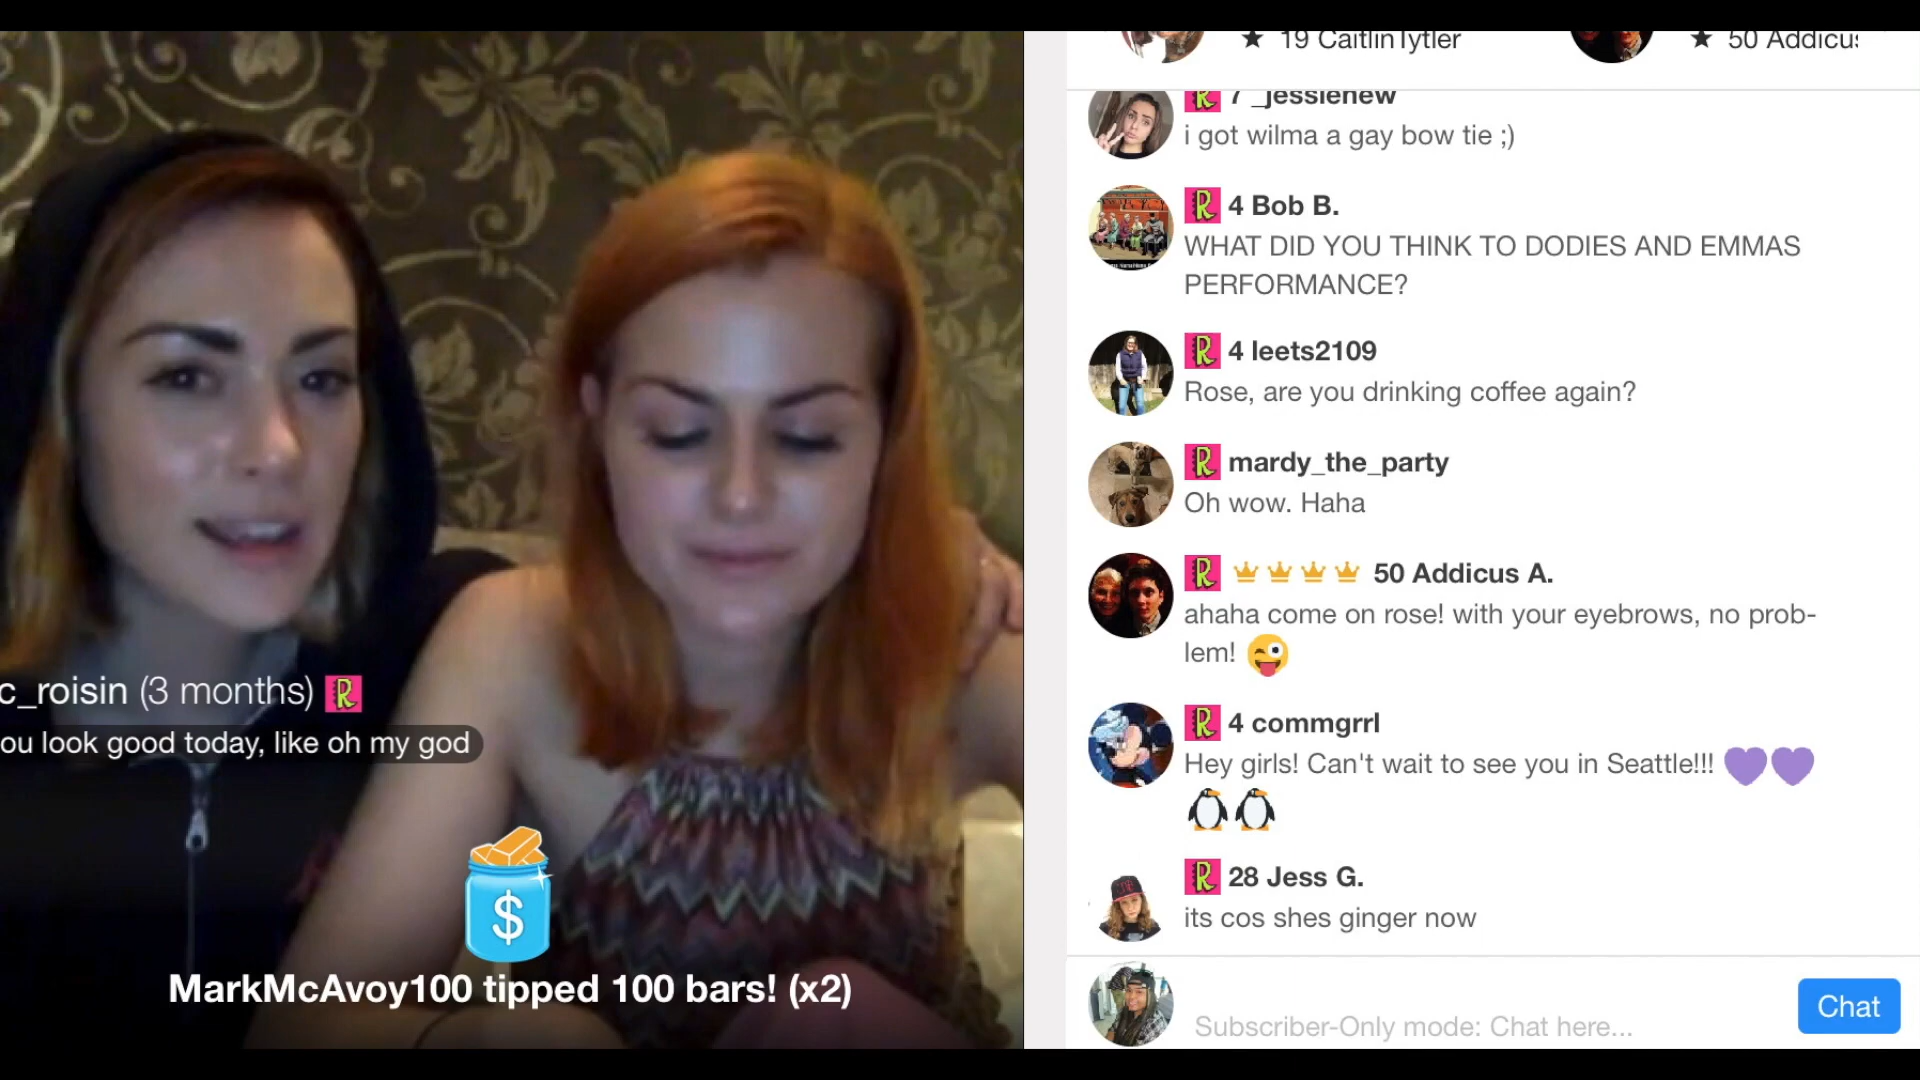 c_roisin (3 months) R
ou look good today, like oh my god
$
MarkMcAvoy100 tipped 100 bars! (x2)
★ 19 CaitlinTytler
★ 50 Addicu
R 7 _jessienew
i got wilma a gay bow tie ;)
R 4 Bob B.
WHAT DID YOU THINK TO DODIES AND EMMAS
PERFORMANCE?
R 4 leets2109
Rose, are you drinking coffee again?
R mardy_the_party
Oh wow. Haha
R 50 Addicus A.
ahaha come on rose! with your eyebrows, no prob-
lem! 😜
R 4 commgrrl
Hey girls! Can't wait to see you in Seattle!!! 💜💜
🐧🐧
R 28 Jess G.
its cos shes ginger now
Subscriber-Only mode: Chat here...
Chat